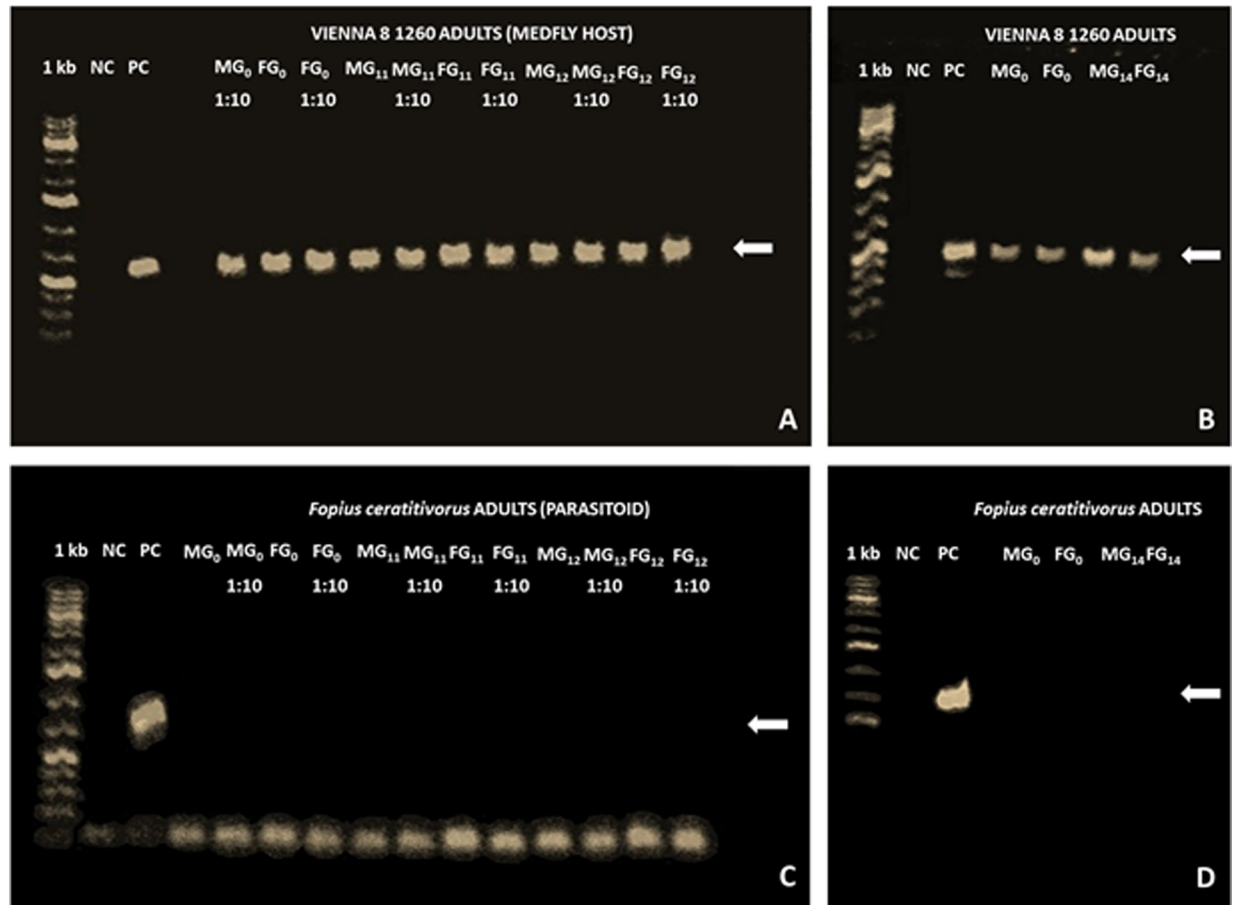 VIENNA 8 1260 ADULTS (MEDFLY HOST)
1 kb NC PC MG₀ FG₀ FG₀ MG₁₁ MG₁₁ FG₁₁ FG₁₁ MG₁₂ MG₁₂ FG₁₂ FG₁₂
1:10 1:10 1:10 1:10 1:10 1:10
A
VIENNA 8 1260 ADULTS
1 kb NC PC MG₀ FG₀ MG₁₄ FG₁₄
B
Fopius ceratitivorus ADULTS (PARASITOID)
1 kb NC PC MG₀ MG₀ FG₀ FG₀ MG₁₁ MG₁₁ FG₁₁ FG₁₁ MG₁₂ MG₁₂ FG₁₂ FG₁₂
1:10 1:10 1:10 1:10 1:10 1:10
C
Fopius ceratitivorus ADULTS
1 kb NC PC MG₀ FG₀ MG₁₄ FG₁₄
D